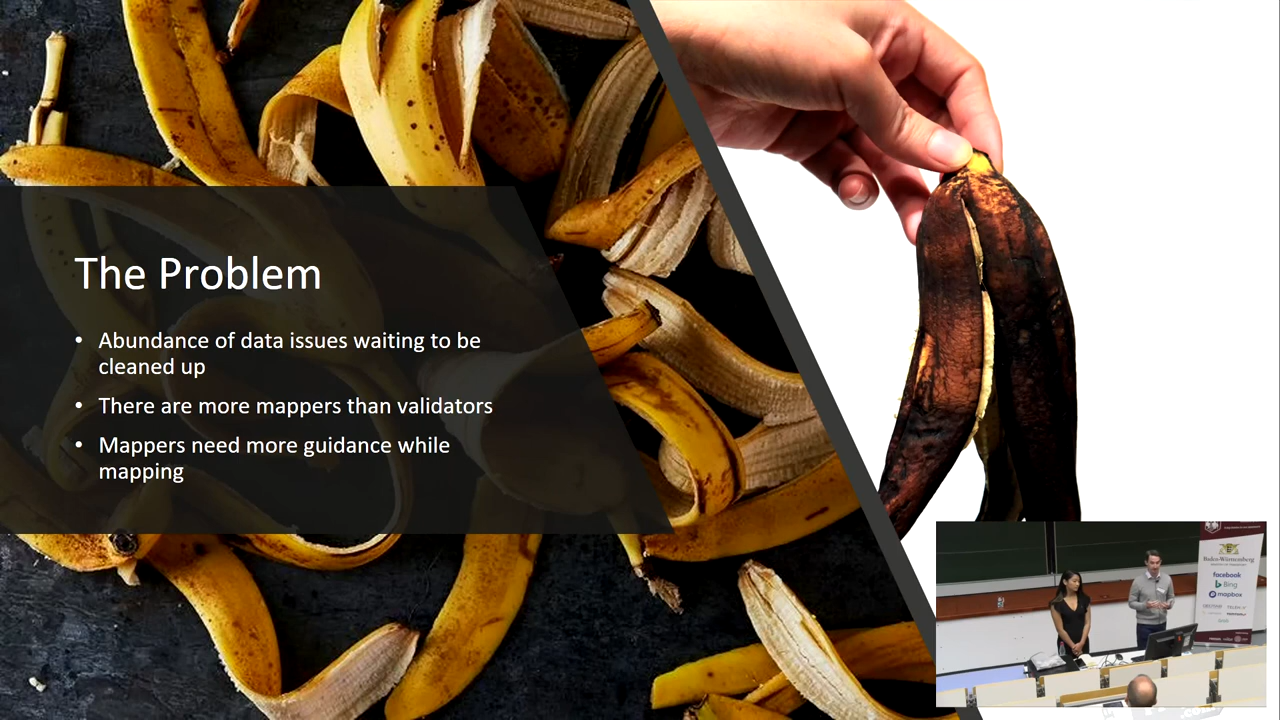 The Problem
• Abundance of data issues waiting to be
cleaned up
• There are more mappers than validators
• Mappers need more guidance while
mapping
Baden-Württemberg
facebook
Bing
mapbox